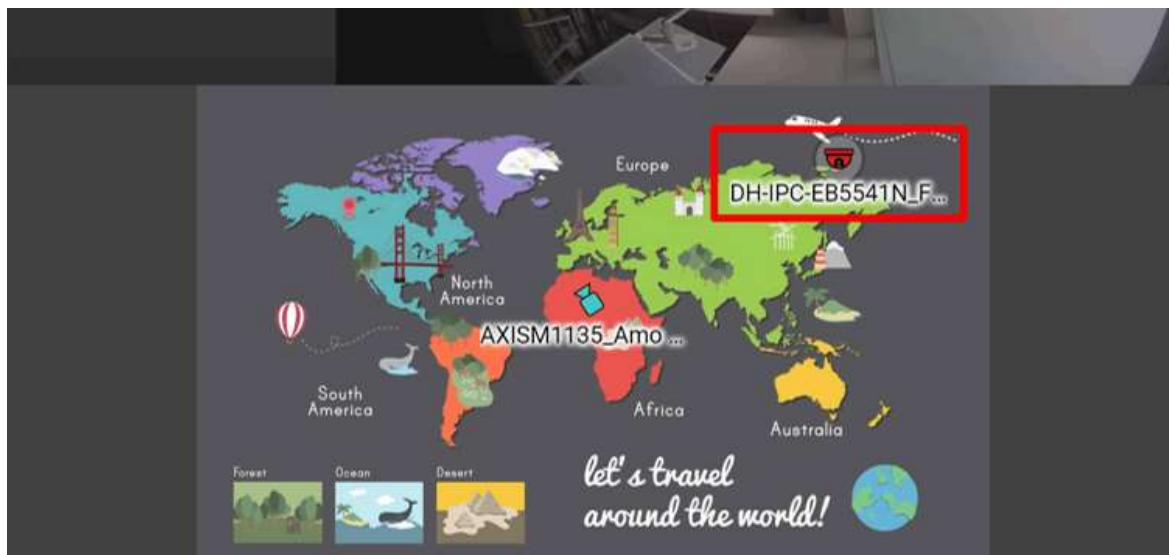 Europe
DH-IPC-EB5541N_F...
North
America
AXISM1135_Amo ...
South
America
Africa
Australia
Forest
Ocean
Desert
let's travel
around the world!